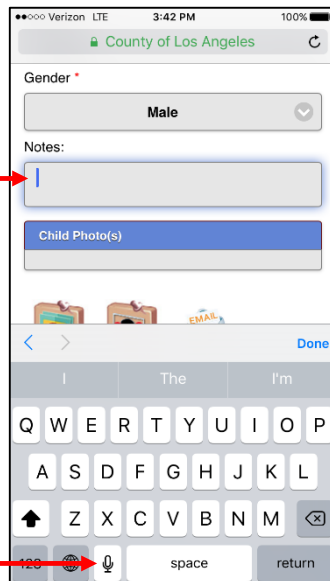 Verizon LTE 3:42 PM 100%
County of Los Angeles
Gender *
Male
Notes:
Child Photo(s)
EMAIL
Done
I The I'm
Q W E R T Y U I O P
A S D F G H J K L
Z X C V B N M
123 space return